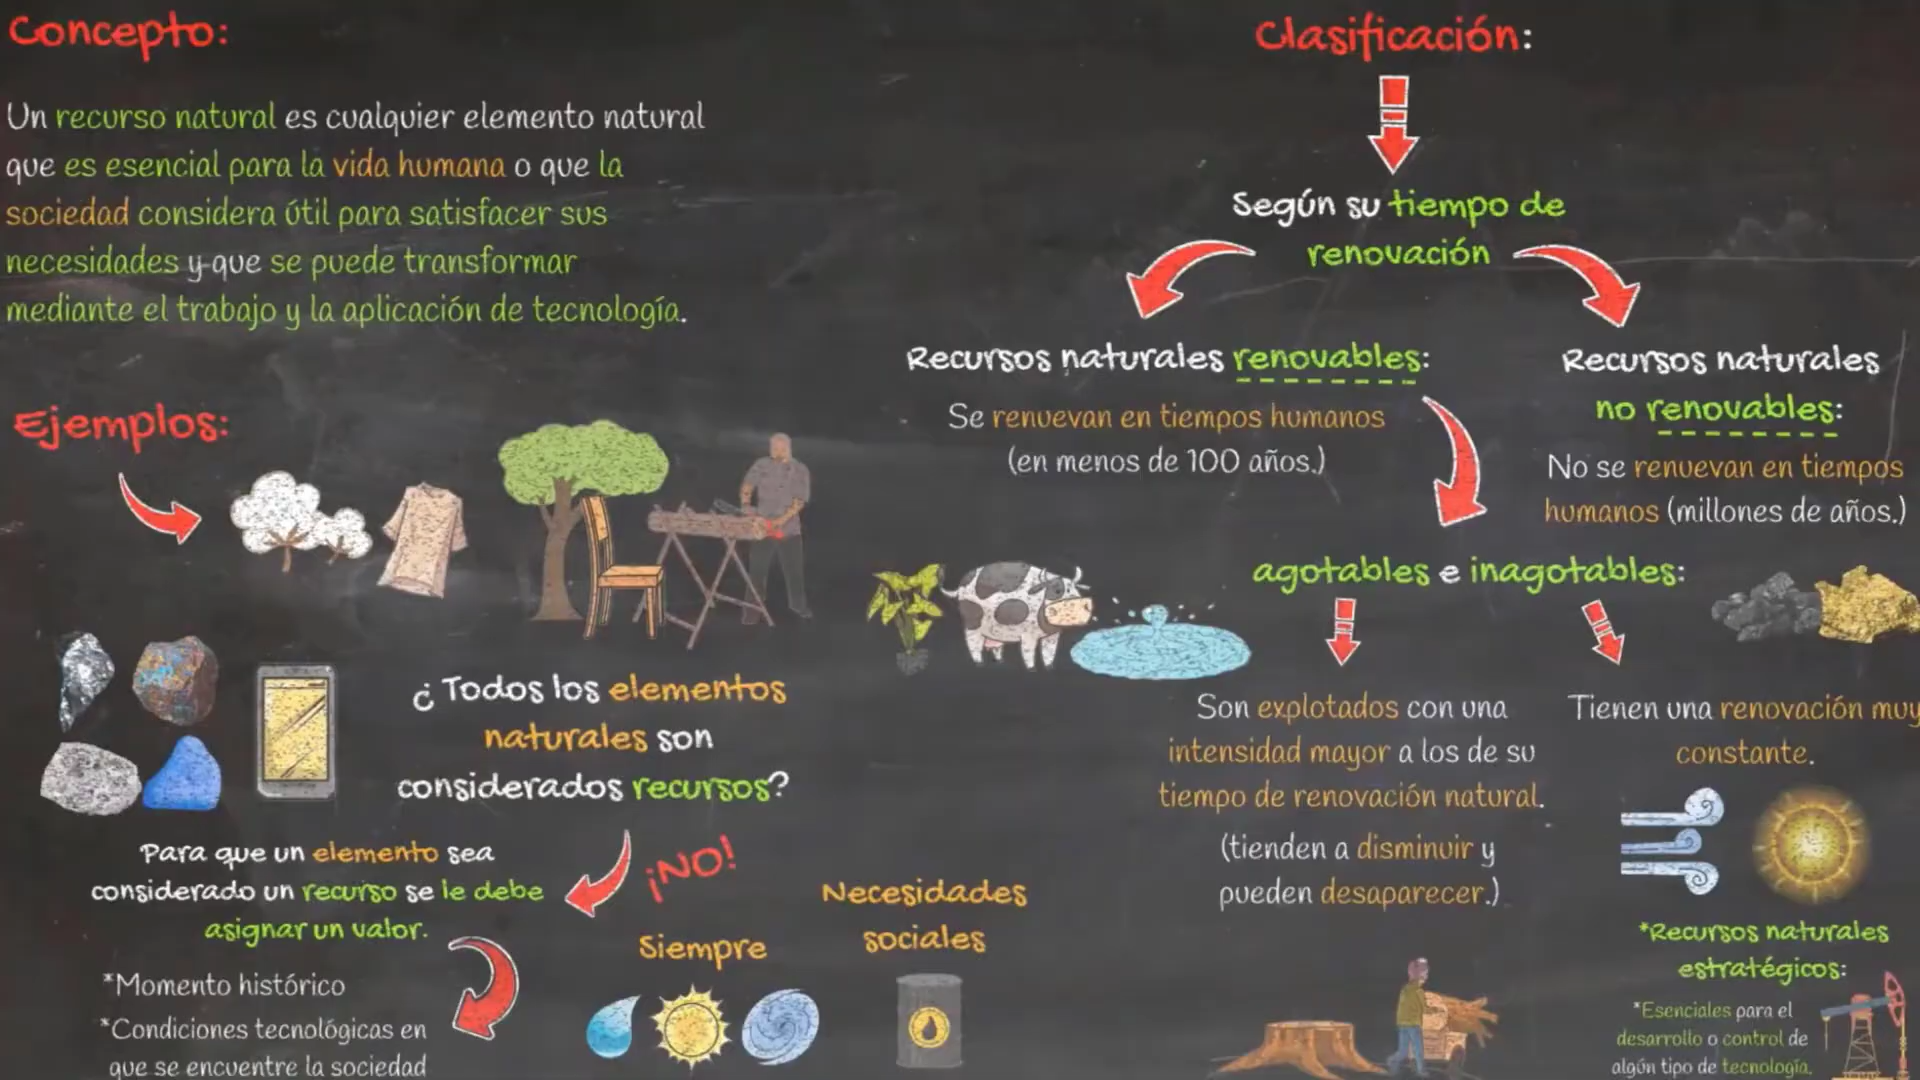 Concepto:
Un recurso natural es cualquier elemento natural
que es esencial para la vida humana o que la
sociedad considera útil para satisfacer sus
necesidades y que se puede transformar
mediante el trabajo y la aplicación de tecnología.
Ejemplos:
¿Todos los elementos
naturales son
considerados recursos?
¡NO!
Para que un elemento sea
considerado un recurso se le debe
asignar un valor.
*Momento histórico
*Condiciones tecnológicas en
que se encuentre la sociedad
Siempre
Necesidades
sociales
Clasificación:
Según su tiempo de
renovación
Recursos naturales renovables:
Se renuevan en tiempos humanos
(en menos de 100 años.)
Recursos naturales
no renovables:
No se renuevan en tiempos
humanos (millones de años.)
agotables e inagotables:
Son explotados con una
intensidad mayor a los de su
tiempo de renovación natural.
(tienden a disminuir y
pueden desaparecer.)
Tienen una renovación muy
constante.
*Recursos naturales
estratégicos:
*Esenciales para el
desarrollo o control de
algún tipo de tecnología.